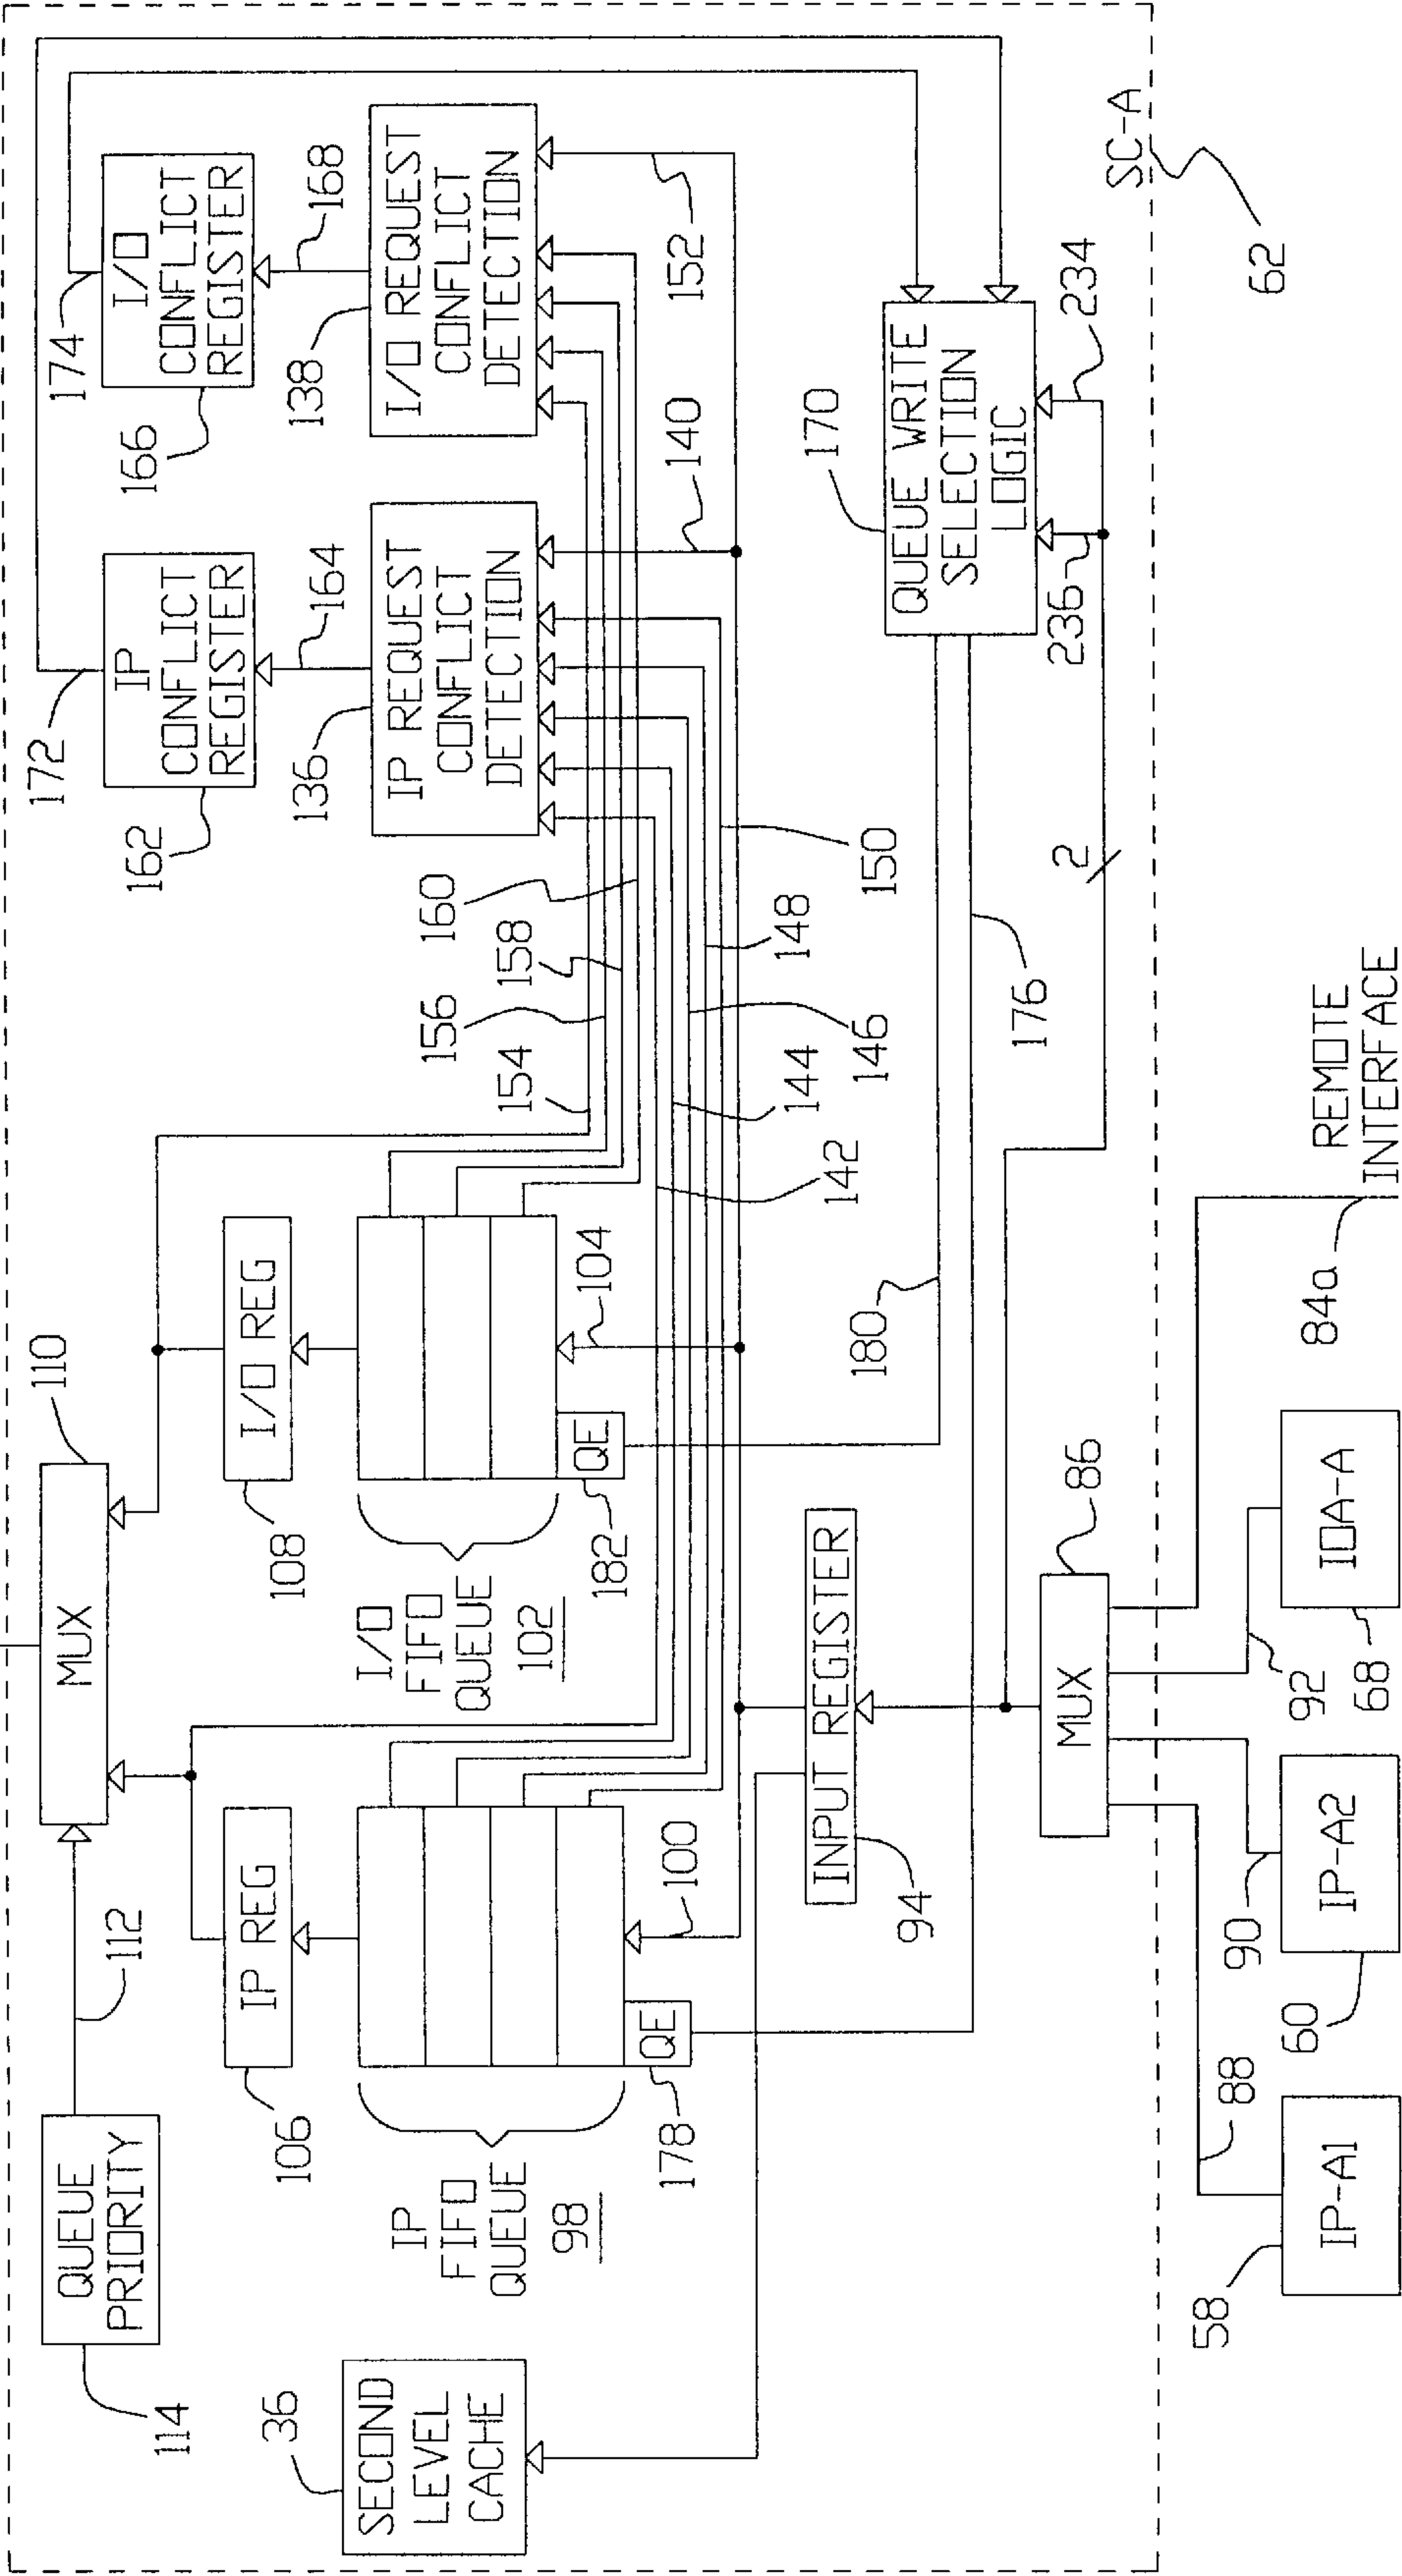 QUEUE
PRIORITY
114
112
MUX
110
172
174
SECOND
LEVEL
CACHE
36
IP REG
106
I/O REG
108
IP
CONFLICT
REGISTER
162
I/O
CONFLICT
REGISTER
166
164
168
IP
FIFO
QUEUE
98
I/O
FIFO
QUEUE
102
IP REQUEST
CONFLICT
DETECTION
136
I/O REQUEST
CONFLICT
DETECTION
138
QE
178
100
QE
182
104
154
156
158
160
140
152
142
144
146
148
150
INPUT REGISTER
94
180
176
QUEUE WRITE
SELECTION
LOGIC
170
236
234
2
MUX
86
SC-A
62
88
90
92
84a
REMOTE
INTERFACE
58
IP-A1
60
IP-A2
68
IOA-A